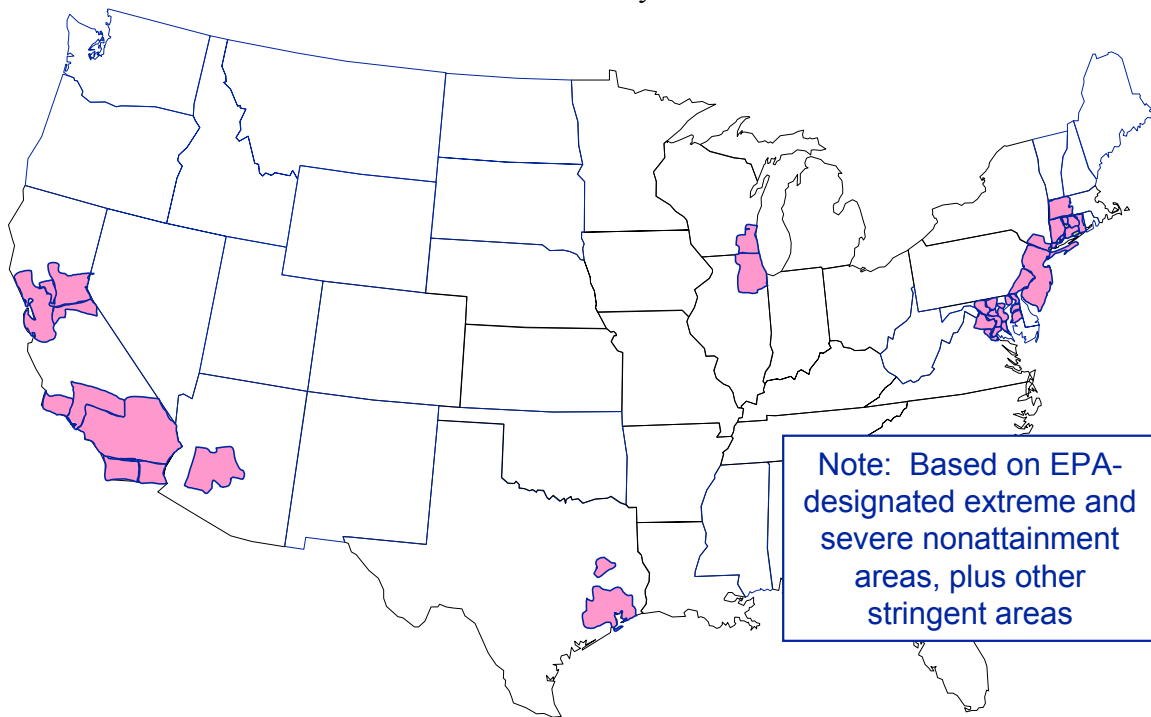 Note: Based on EPA-
designated extreme and
severe nonattainment
areas, plus other
stringent areas